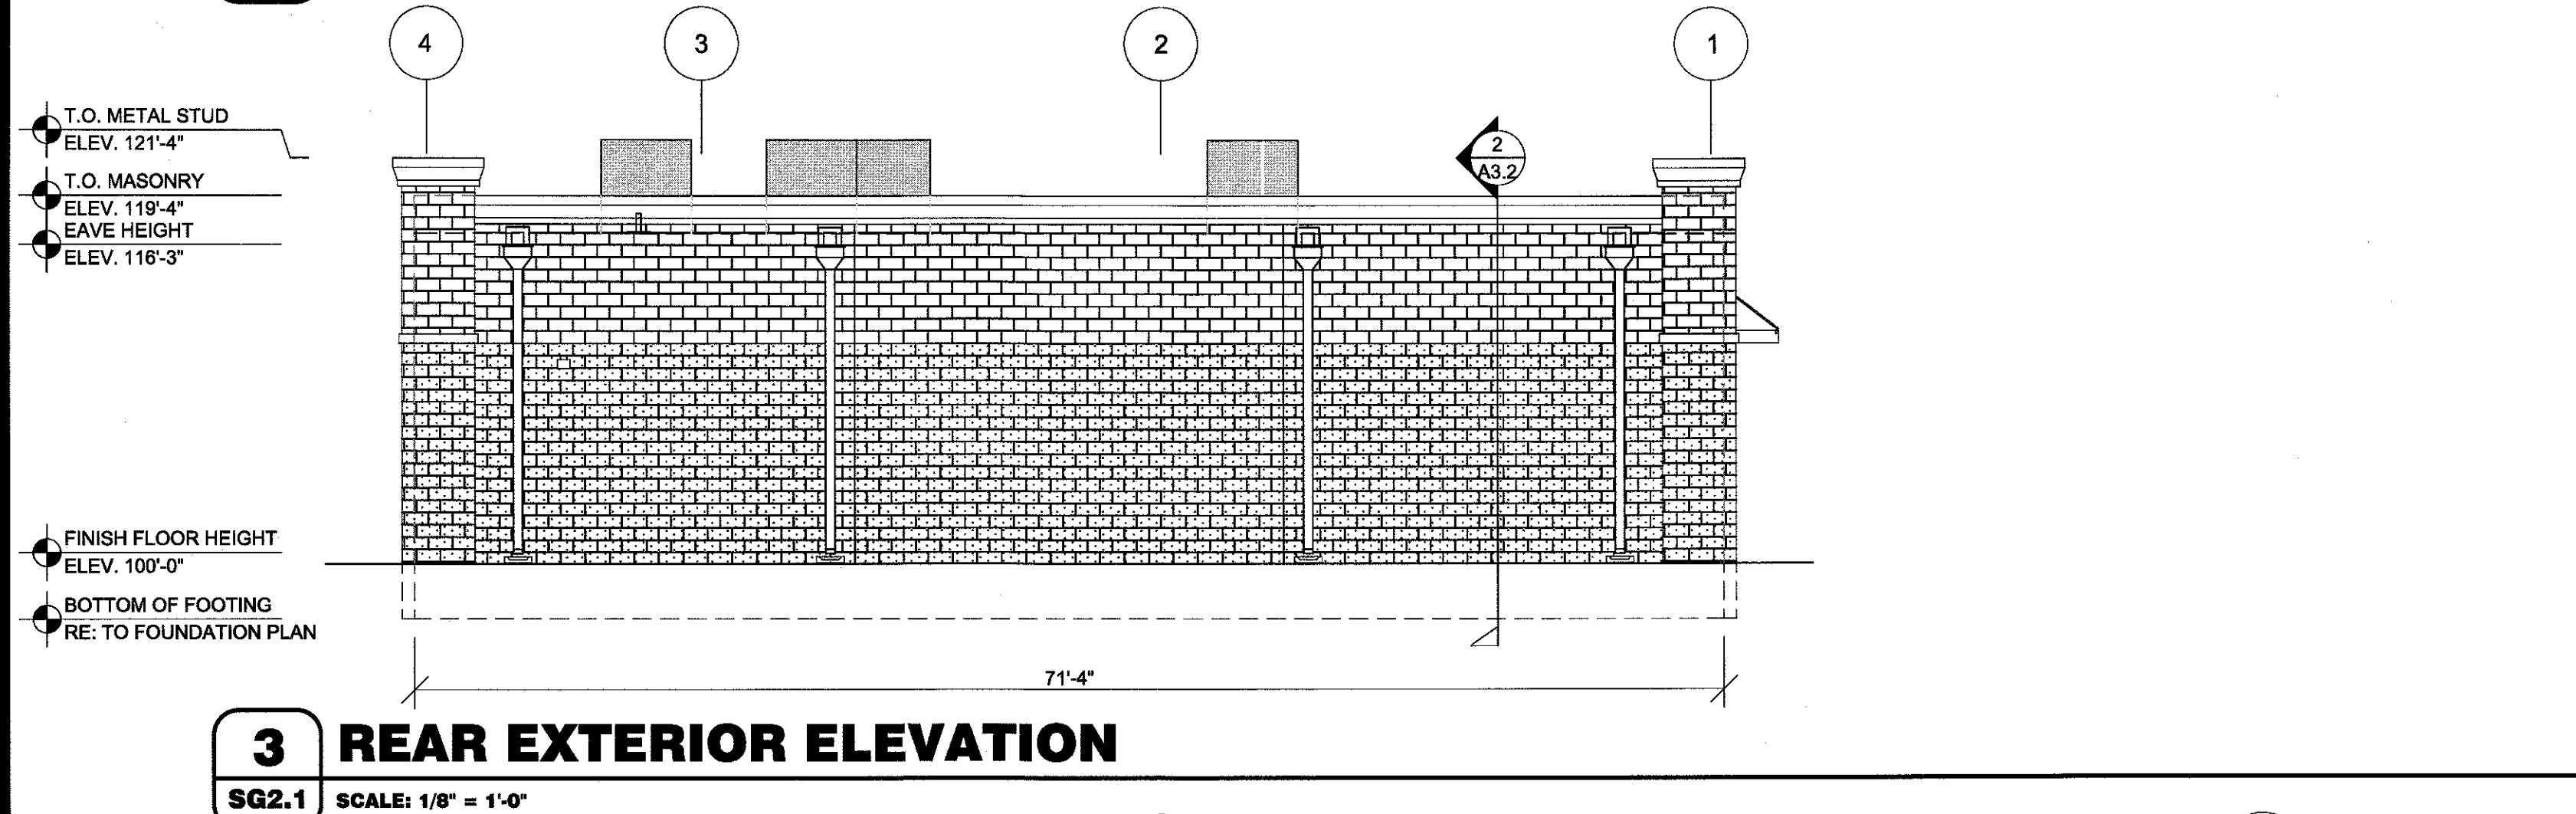 4
3
2
1
T.O. METAL STUD
ELEV. 121'-4"
T.O. MASONRY
ELEV. 119'-4"
EAVE HEIGHT
ELEV. 116'-3"
2
A3.2
FINISH FLOOR HEIGHT
ELEV. 100'-0"
BOTTOM OF FOOTING
RE: TO FOUNDATION PLAN
71'-4"
3 REAR EXTERIOR ELEVATION
SG2.1 SCALE: 1/8" = 1'-0"